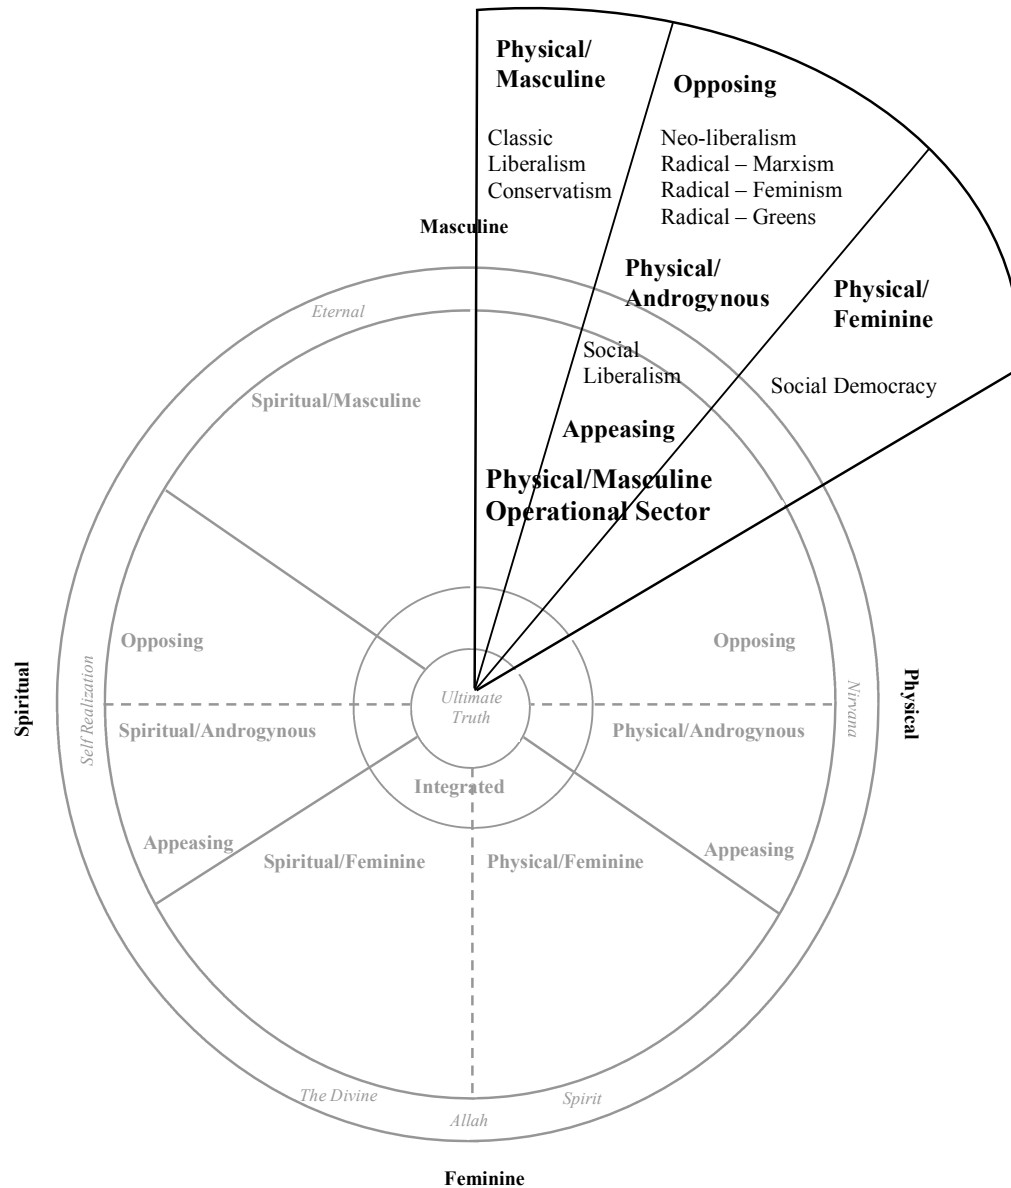 Physical/
Masculine
Opposing
Classic
Liberalism
Conservatism
Neo-liberalism
Radical – Marxism
Radical – Feminism
Radical – Greens
Masculine
Physical/
Androgynous
Physical/
Feminine
Eternal
Social
Liberalism
Social Democracy
Spiritual/Masculine
Appeasing
Physical/Masculine
Operational Sector
Opposing
Opposing
Spiritual
Self Realization
Ultimate
Truth
Nirvana
Physical
Spiritual/Androgynous
Physical/Androgynous
Integrated
Appeasing
Appeasing
Spiritual/Feminine
Physical/Feminine
The Divine
Spirit
Allah
Feminine